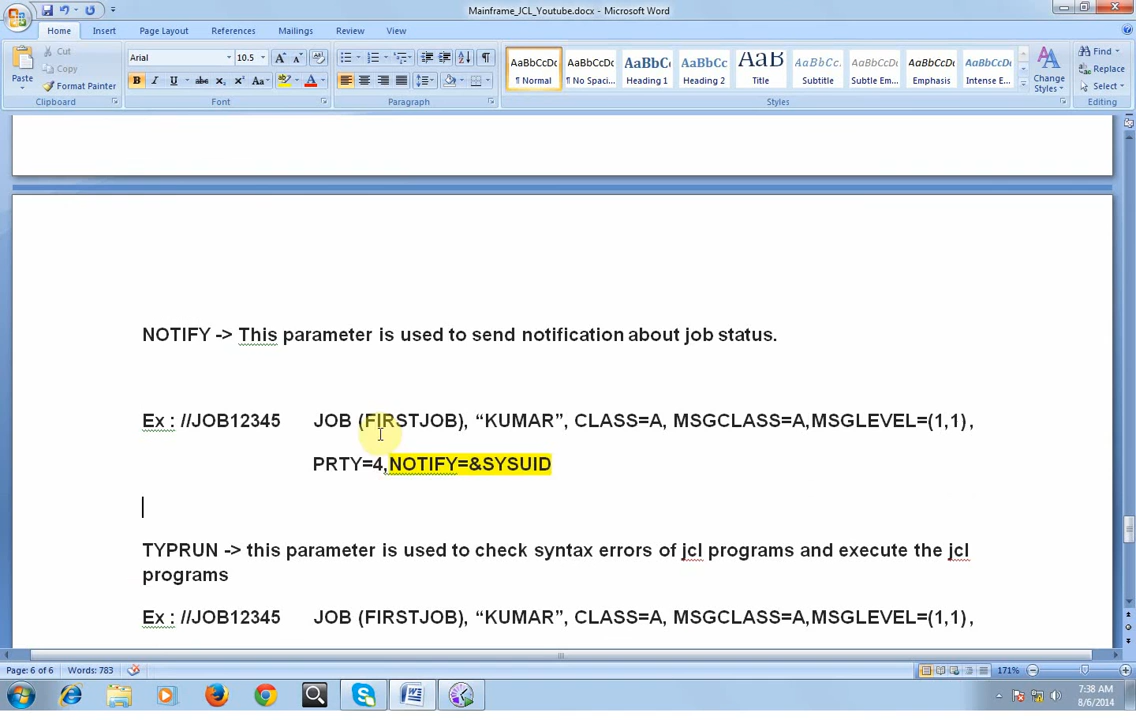 Mainframe_JCL_Youtube.docx - Microsoft Word
Home Insert Page Layout References Mailings Review View
Cut
Copy
Format Painter
Paste
Clipboard
Arial 10.5
Font
Paragraph
AaBbCcDc AaBbCcDc AaBbC AaBbCc AaB AaBbCc. AaBbCcDt AaBbCcDt AaBbCcDt
¶ Normal ¶ No Spaci... Heading 1 Heading 2 Title Subtitle Subtle Em... Emphasis Intense E...
Change Styles
Styles
Find
Replace
Select
Editing
NOTIFY -> This parameter is used to send notification about job status.
Ex : //JOB12345 JOB (FIRSTJOB), “KUMAR”, CLASS=A, MSGCLASS=A,MSGLEVEL=(1,1),
PRTY=4,NOTIFY=&SYSUID
TYPRUN -> this parameter is used to check syntax errors of jcl programs and execute the jcl
programs
Ex : //JOB12345 JOB (FIRSTJOB), “KUMAR”, CLASS=A, MSGCLASS=A,MSGLEVEL=(1,1),
Page: 6 of 6 Words: 783 171%
7:38 AM
8/6/2014